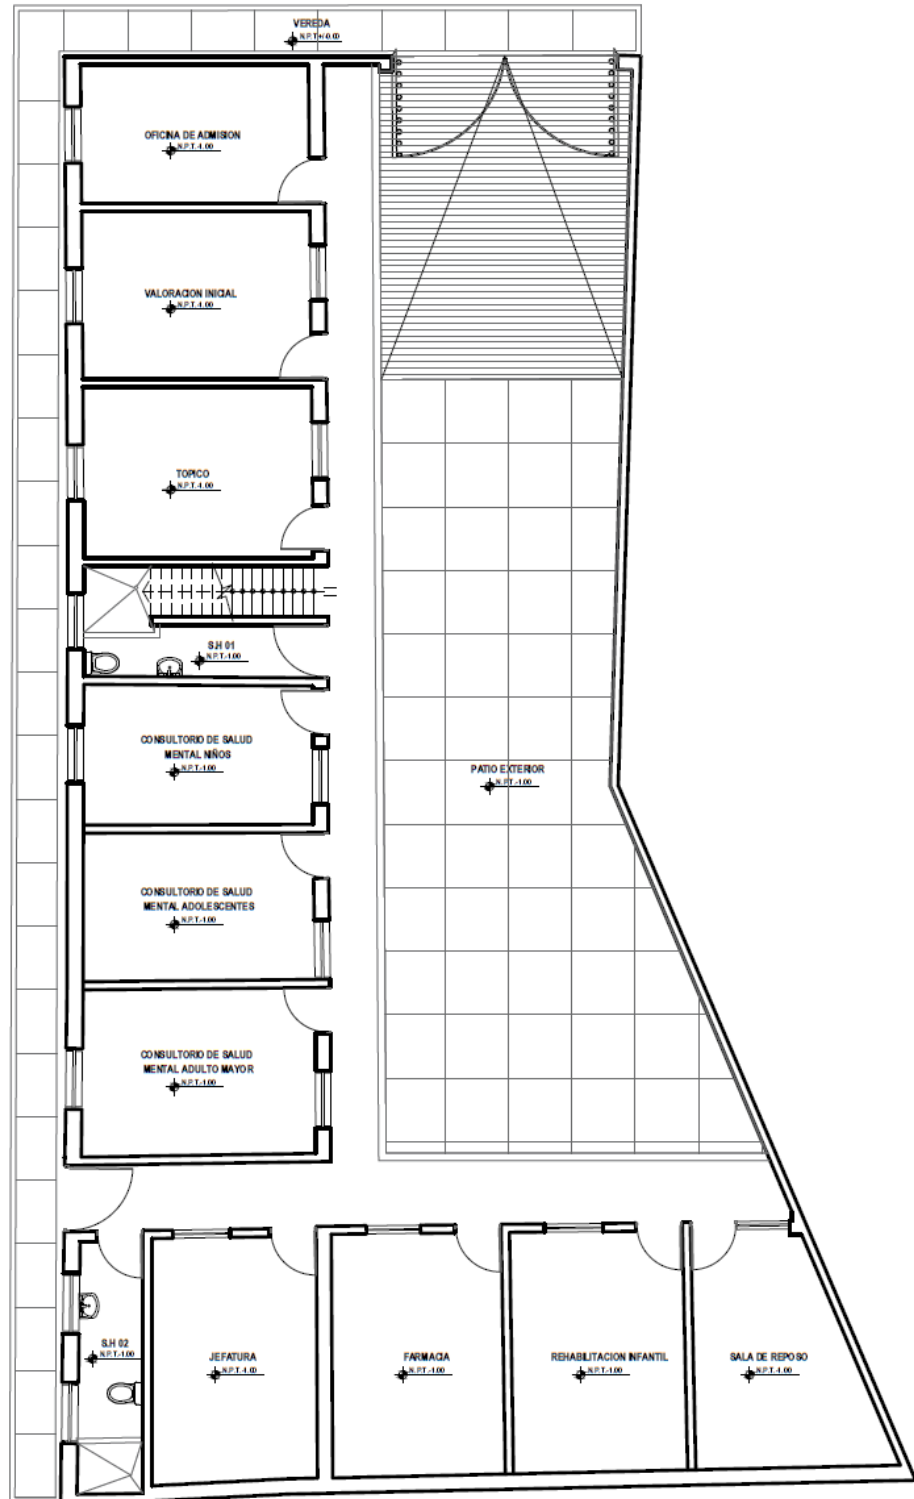 VEREDA
N.P.T.+/-0.00
OFICINA DE ADMISION
N.P.T.-1.00
VALORACION INICIAL
N.P.T.-1.00
TOPICO
N.P.T.-1.00
S.H 01
N.P.T.-1.00
CONSULTORIO DE SALUD
MENTAL NIÑOS
N.P.T.-1.00
PATIO EXTERIOR
N.P.T.-1.00
CONSULTORIO DE SALUD
MENTAL ADOLESCENTES
N.P.T.-1.00
CONSULTORIO DE SALUD
MENTAL ADULTO MAYOR
N.P.T.-1.00
S.H 02
N.P.T.-1.00
JEFATURA
N.P.T.-1.00
FARMACIA
N.P.T.-1.00
REHABILITACION INFANTIL
N.P.T.-1.00
SALA DE REPOSO
N.P.T.-1.00